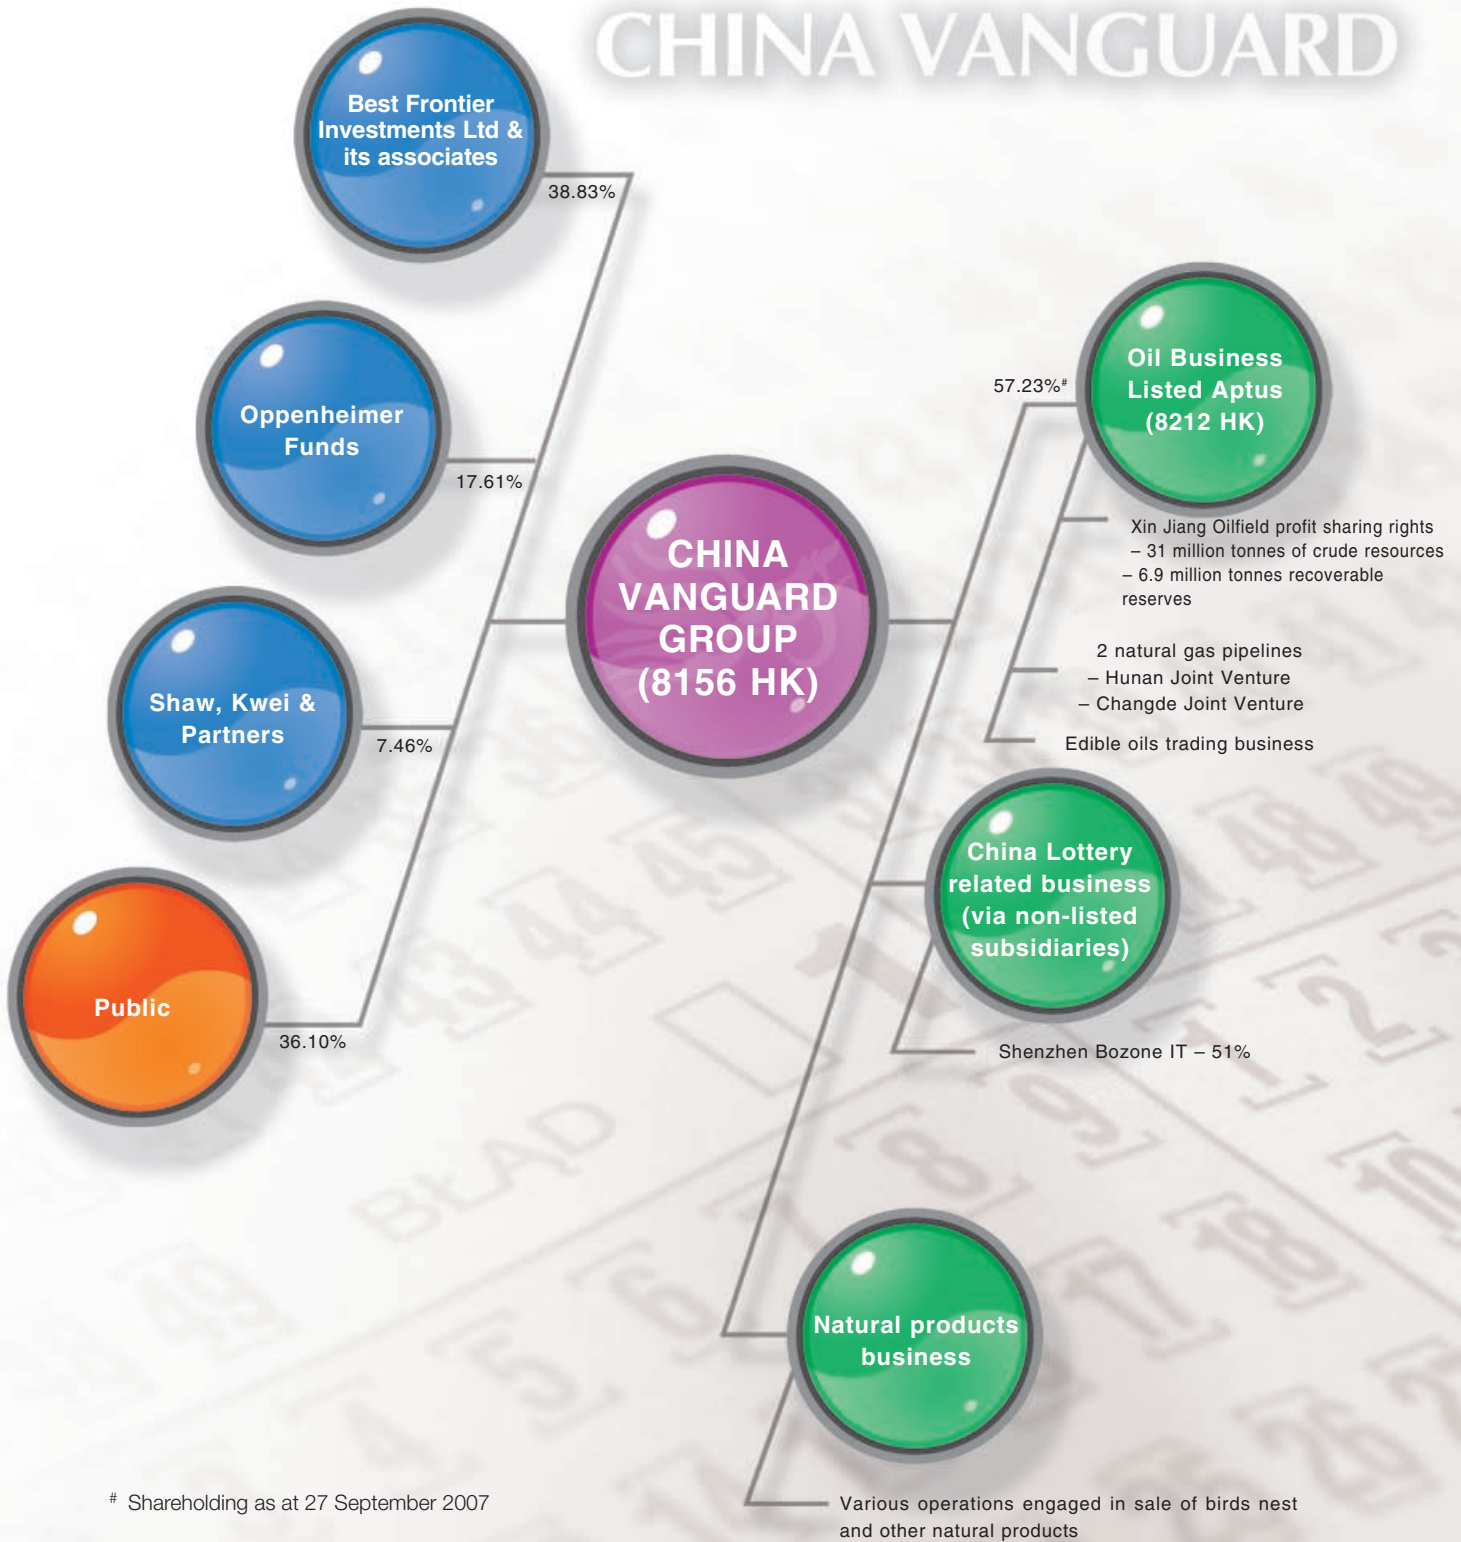 CHINA VANGUARD
Best Frontier
Investments Ltd &
its associates
38.83%
Oppenheimer
Funds
17.61%
Shaw, Kwei &
Partners
7.46%
Public
36.10%
CHINA
VANGUARD
GROUP
(8156 HK)
57.23%#
Oil Business
Listed Aptus
(8212 HK)
Xin Jiang Oilfield profit sharing rights
– 31 million tonnes of crude resources
– 6.9 million tonnes recoverable
reserves
2 natural gas pipelines
– Hunan Joint Venture
– Changde Joint Venture
Edible oils trading business
China Lottery
related business
(via non-listed
subsidiaries)
Shenzhen Bozone IT – 51%
Natural products
business
Various operations engaged in sale of birds nest
and other natural products
# Shareholding as at 27 September 2007
BŁĄD